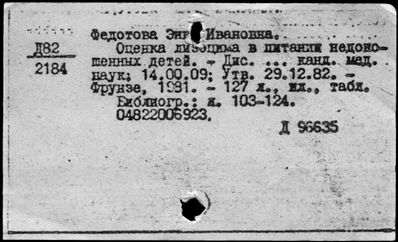 Федотова Ивановна.
Д82
2184
Оценка лизоцима в питании недоно-
шенных детей. - Дис. ... канд. мед.
наук; 14.00.09; Утв. 29.12.82. -
Фрунзе, 1981. - 127 л., ил., табл.
Библиогр.: л. 103-124.
04822006923.
Д 96635